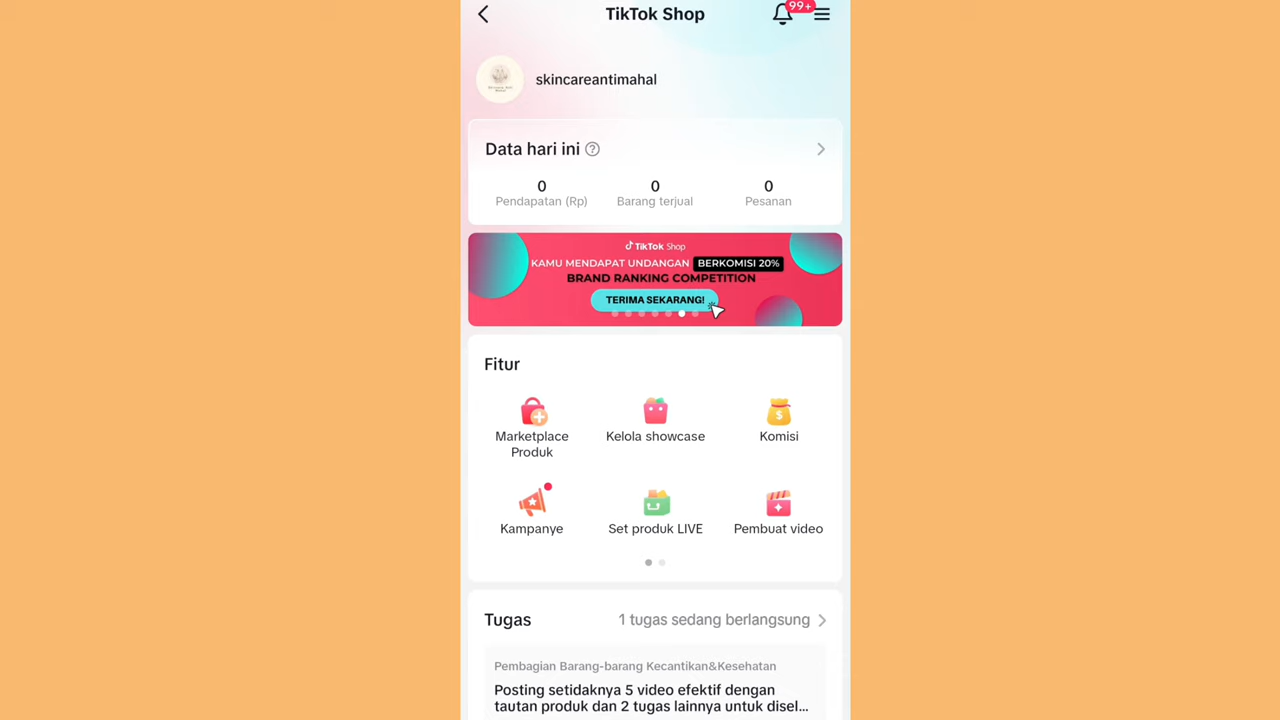 TikTok Shop
99+
skincareantimahal
Data hari ini
0 0 0
Pendapatan (Rp) Barang terjual Pesanan
TikTok Shop
KAMU MENDAPAT UNDANGAN BERKOMISI 20%
BRAND RANKING COMPETITION
TERIMA SEKARANG!
Fitur
Marketplace Produk
Kelola showcase
Komisi
Kampanye
Set produk LIVE
Pembuat video
Tugas 1 tugas sedang berlangsung
Pembagian Barang-barang Kecantikan&Kesehatan
Posting setidaknya 5 video efektif dengan
tautan produk dan 2 tugas lainnya untuk disel...